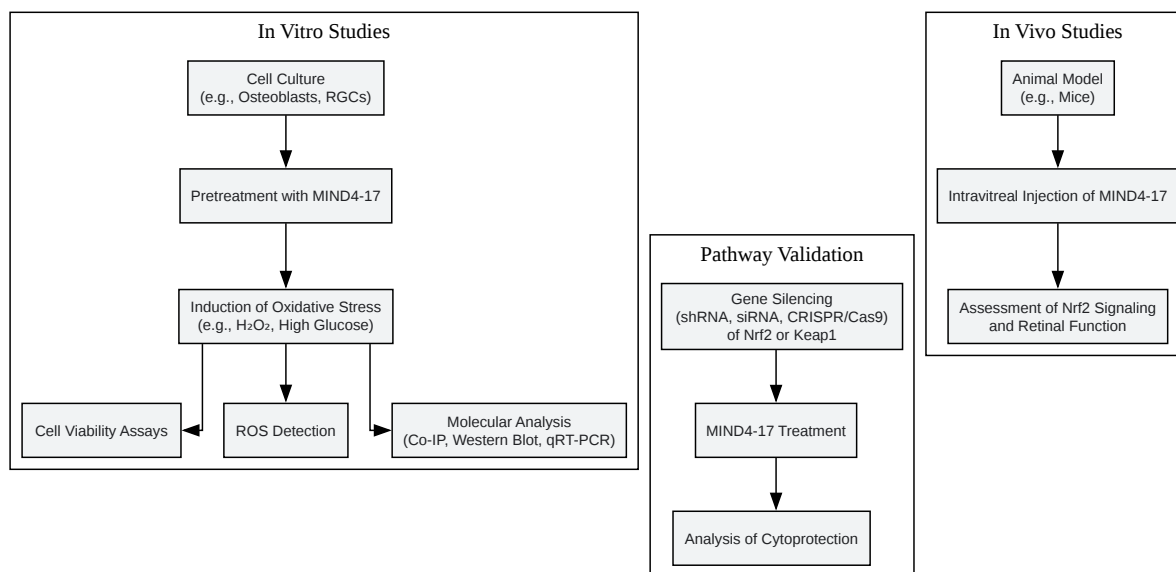 In Vitro Studies
Cell Culture
(e.g., Osteoblasts, RGCs)
Pretreatment with MIND4-17
Induction of Oxidative Stress
(e.g., H₂O₂, High Glucose)
Cell Viability Assays
ROS Detection
Molecular Analysis
(Co-IP, Western Blot, qRT-PCR)
Pathway Validation
Gene Silencing
(shRNA, siRNA, CRISPR/Cas9)
of Nrf2 or Keap1
MIND4-17 Treatment
Analysis of Cytoprotection
In Vivo Studies
Animal Model
(e.g., Mice)
Intravitreal Injection of MIND4-17
Assessment of Nrf2 Signaling
and Retinal Function